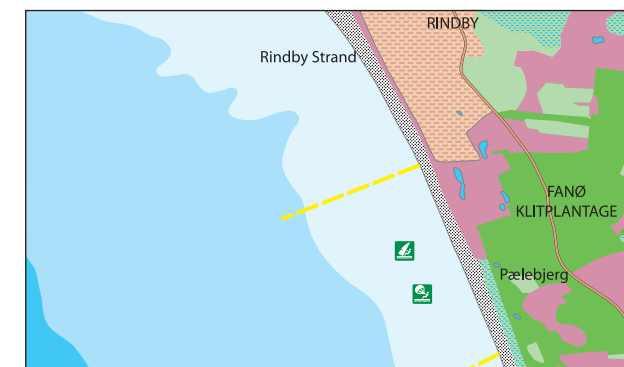 RINDBY
Rindby Strand
FANØ
KLITPLANTAGE
Pælebjerg